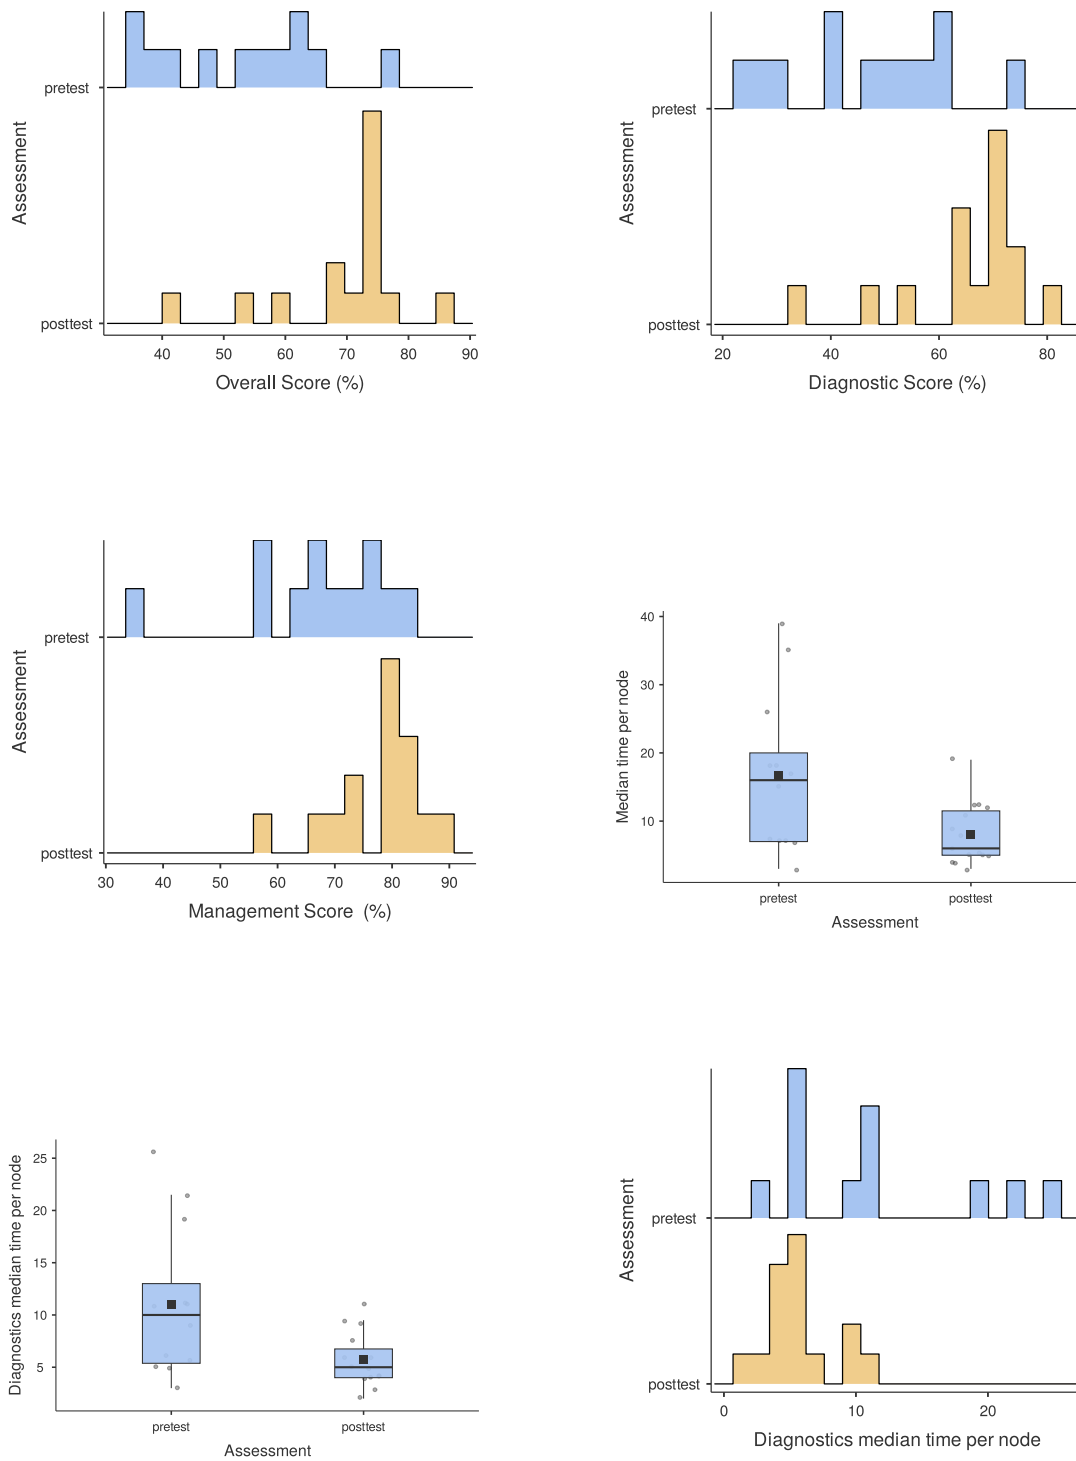 pretest
Assessment
posttest
40 50 60 70 80 90
Overall Score (%)
pretest
Assessment
posttest
20 40 60 80
Diagnostic Score (%)
pretest
Assessment
posttest
30 40 50 60 70 80 90
Management Score (%)
Median time per node
40
30
20
10
pretest posttest
Assessment
Diagnostics median time per node
25
20
15
10
5
pretest posttest
Assessment
pretest
Assessment
posttest
0 10 20
Diagnostics median time per node